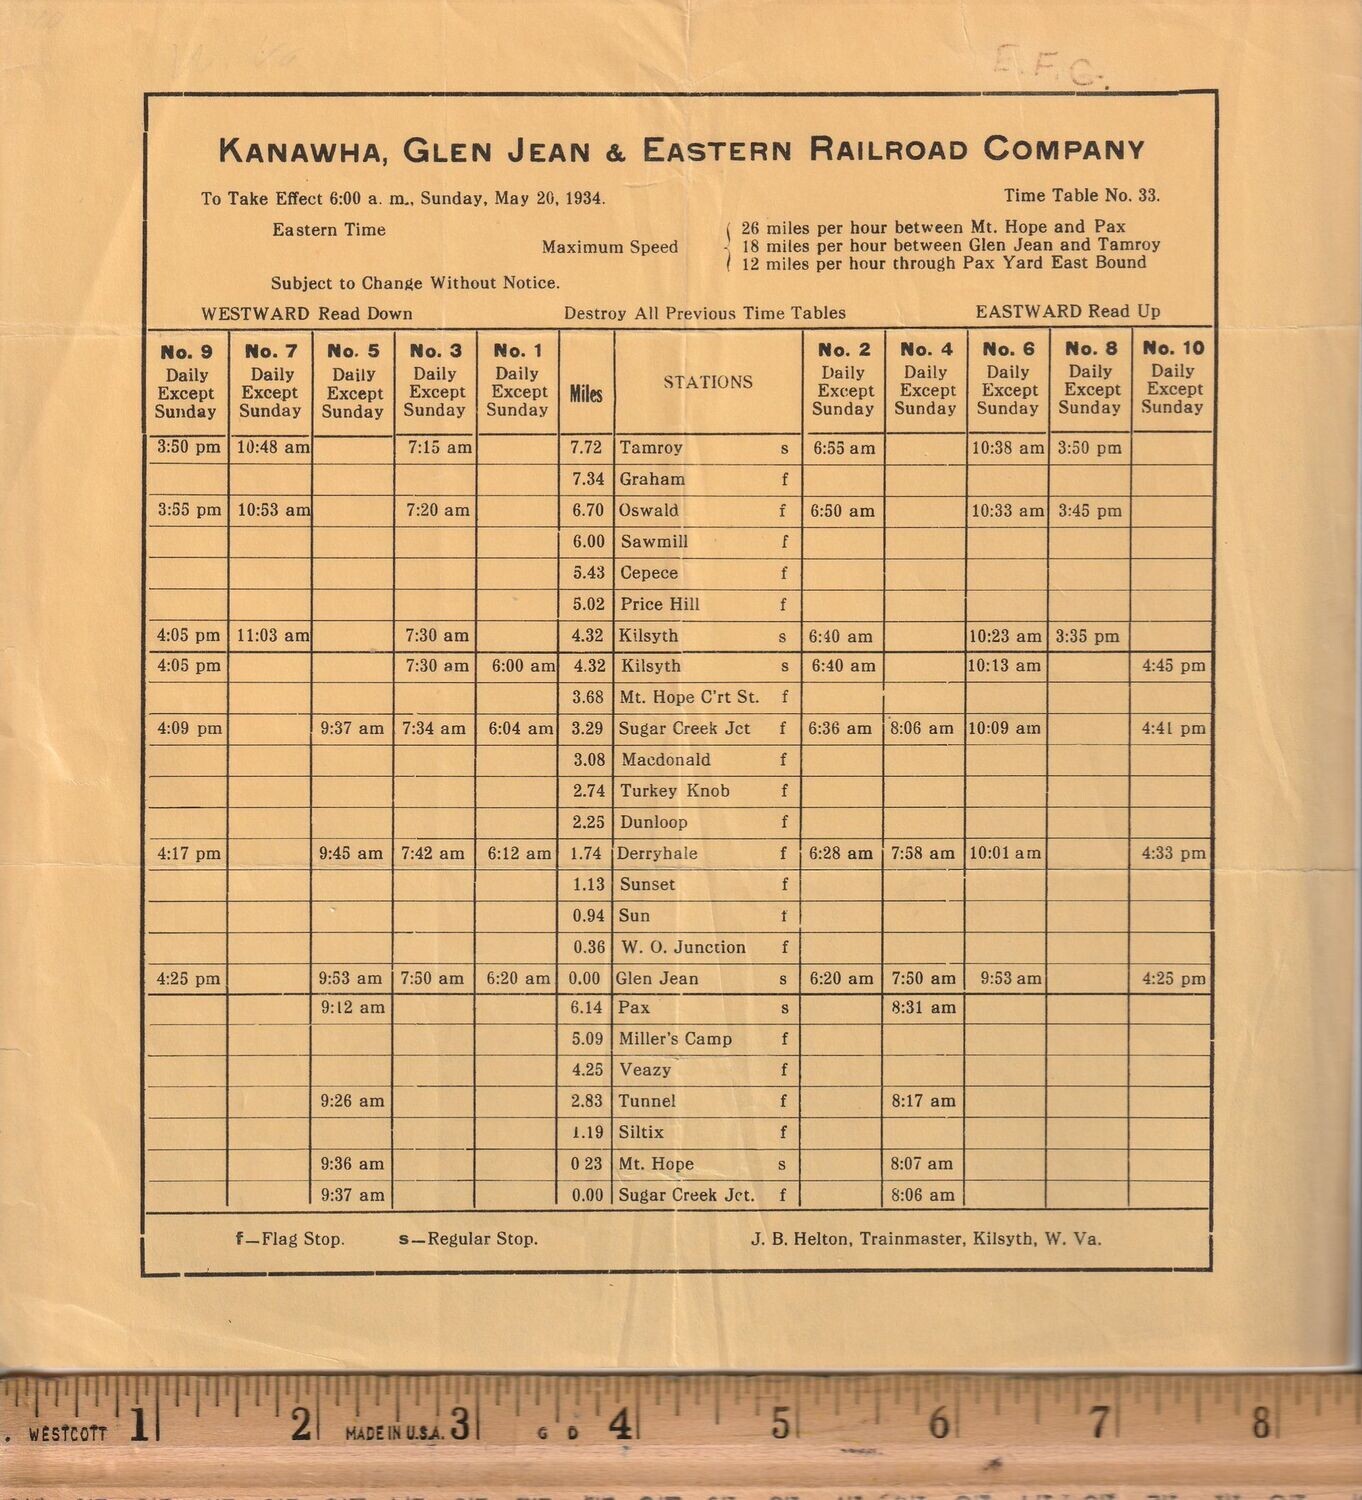 E. F. G.
KANAWHA, GLEN JEAN & EASTERN RAILROAD COMPANY
To Take Effect 6:00 a. m., Sunday, May 20, 1934.
Time Table No. 33.
Eastern Time
Maximum Speed
26 miles per hour between Mt. Hope and Pax
18 miles per hour between Glen Jean and Tamroy
12 miles per hour through Pax Yard East Bound
Subject to Change Without Notice.
WESTWARD Read Down Destroy All Previous Time Tables EASTWARD Read Up
No. 9 No. 7 No. 5 No. 3 No. 1 Miles STATIONS No. 2 No. 4 No. 6 No. 8 No. 10
Daily Daily Daily Daily Daily Daily Daily Daily Daily Daily
Except Except Except Except Except Except Except Except Except Except
Sunday Sunday Sunday Sunday Sunday Sunday Sunday Sunday Sunday Sunday
3:50 pm 10:48 am 7:15 am 7.72 Tamroy s 6:55 am 10:38 am 3:50 pm
7.34 Graham f
3:55 pm 10:53 am 7:20 am 6.70 Oswald f 6:50 am 10:33 am 3:45 pm
6.00 Sawmill f
5.43 Cepece f
5.02 Price Hill f
4:05 pm 11:03 am 7:30 am 4.32 Kilsyth s 6:40 am 10:23 am 3:35 pm
4:05 pm 7:30 am 6:00 am 4.32 Kilsyth s 6:40 am 10:13 am 4:45 pm
3.68 Mt. Hope C'rt St. f
4:09 pm 9:37 am 7:34 am 6:04 am 3.29 Sugar Creek Jct f 6:36 am 8:06 am 10:09 am 4:41 pm
3.08 Macdonald f
2.74 Turkey Knob f
2.25 Dunloop f
4:17 pm 9:45 am 7:42 am 6:12 am 1.74 Derryhale f 6:28 am 7:58 am 10:01 am 4:33 pm
1.13 Sunset f
0.94 Sun f
0.36 W. O. Junction f
4:25 pm 9:53 am 7:50 am 6:20 am 0.00 Glen Jean s 6:20 am 7:50 am 9:53 am 4:25 pm
9:12 am 6.14 Pax s 8:31 am
5.09 Miller's Camp f
4.25 Veazy f
9:26 am 2.83 Tunnel f 8:17 am
1.19 Siltix f
9:36 am 0 23 Mt. Hope s 8:07 am
9:37 am 0.00 Sugar Creek Jct. f 8:06 am
f—Flag Stop. s—Regular Stop. J. B. Helton, Trainmaster, Kilsyth, W. Va.
1 2 3 4 5 6 7 8
WESTCOTT MADE IN U.S.A. G D